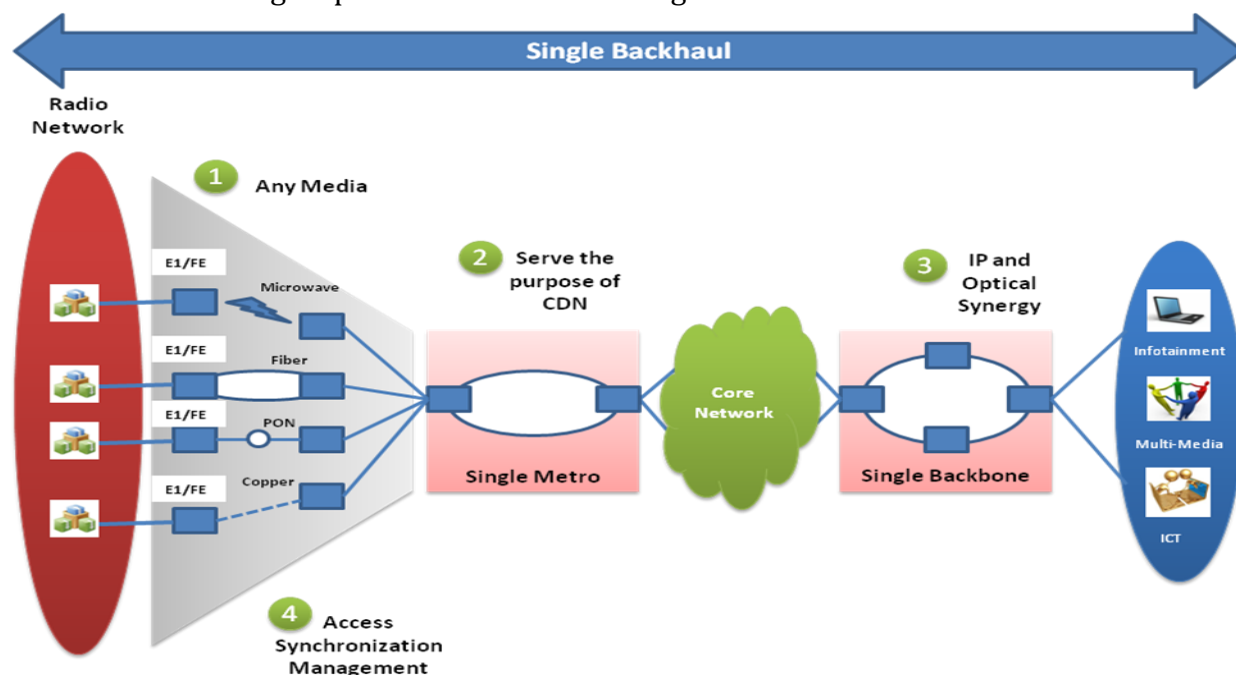 Single Backhaul
Radio
Network
1
Any Media
E1/FE
Microwave
E1/FE
Fiber
E1/FE
PON
E1/FE
Copper
4
Access
Synchronization
Management
2
Serve the
purpose of
CDN
Single Metro
Core
Network
3
IP and
Optical
Synergy
Single Backbone
Infotainment
Multi-Media
ICT